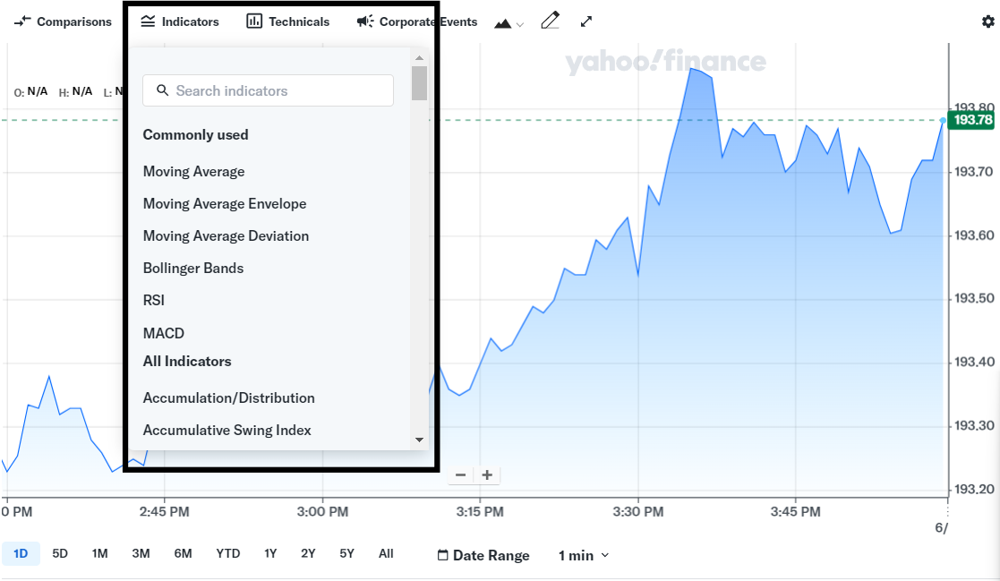 Comparisons Indicators Technicals Corporate Events
yahoo!finance
O: N/A H: N/A L: N
Search indicators
Commonly used
Moving Average
Moving Average Envelope
Moving Average Deviation
Bollinger Bands
RSI
MACD
All Indicators
Accumulation/Distribution
Accumulative Swing Index
193.80
193.78
193.70
193.60
193.50
193.40
193.30
193.20
0 PM 2:45 PM 3:00 PM 3:15 PM 3:30 PM 3:45 PM
6/
1D 5D 1M 3M 6M YTD 1Y 2Y 5Y All Date Range 1 min